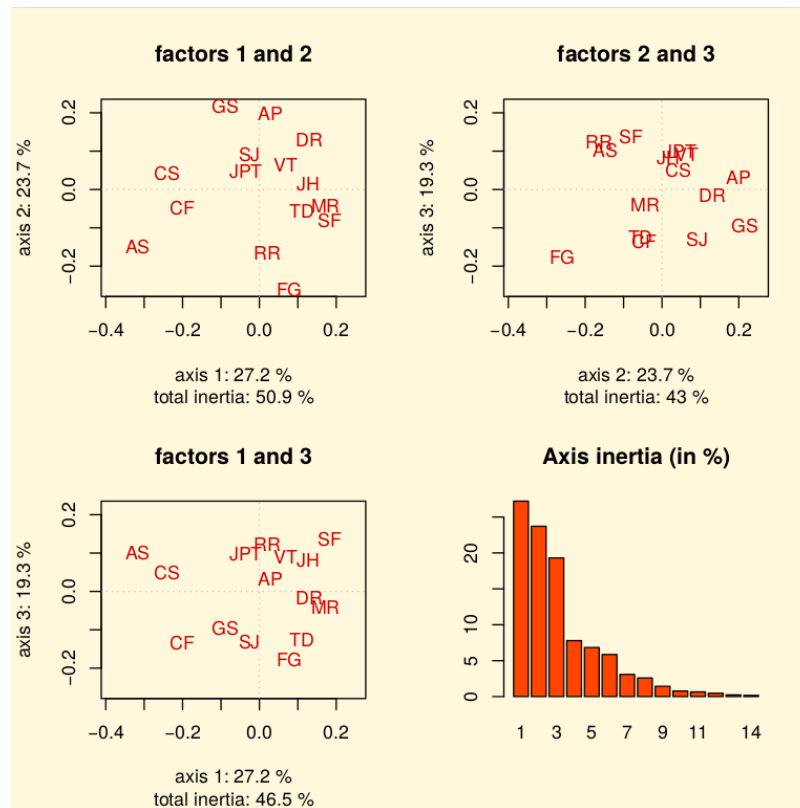 factors 1 and 2
GS
AP
DR
SJ
VT
CS
JPT
JH
CF
TD
MR
SF
AS
RR
FG
0.2
0.0
−0.2
axis 2: 23.7 %
−0.4
−0.2
0.0
0.2
axis 1: 27.2 %
total inertia: 50.9 %
factors 2 and 3
RR
SF
AS
JPT
JH
VT
CS
AP
DR
MR
GS
TD
CF
SJ
FG
0.2
0.0
−0.2
axis 3: 19.3 %
−0.4
−0.2
0.0
0.2
axis 2: 23.7 %
total inertia: 43 %
factors 1 and 3
SF
RR
AS
JPT
VT
JH
CS
AP
DR
MR
GS
CF
SJ
TD
FG
0.2
0.0
−0.2
axis 3: 19.3 %
−0.4
−0.2
0.0
0.2
axis 1: 27.2 %
total inertia: 46.5 %
Axis inertia (in %)
20
5
0
1
3
5
7
9
11
14